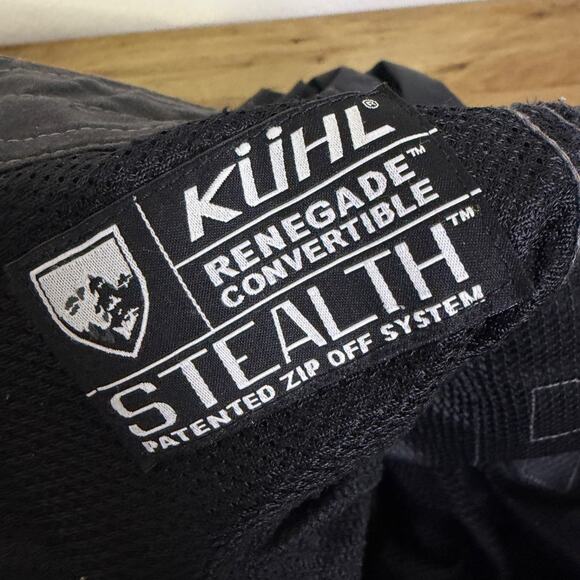 KÜHL®
RENEGADE™
CONVERTIBLE
STEALTH™
PATENTED ZIP OFF SYSTEM